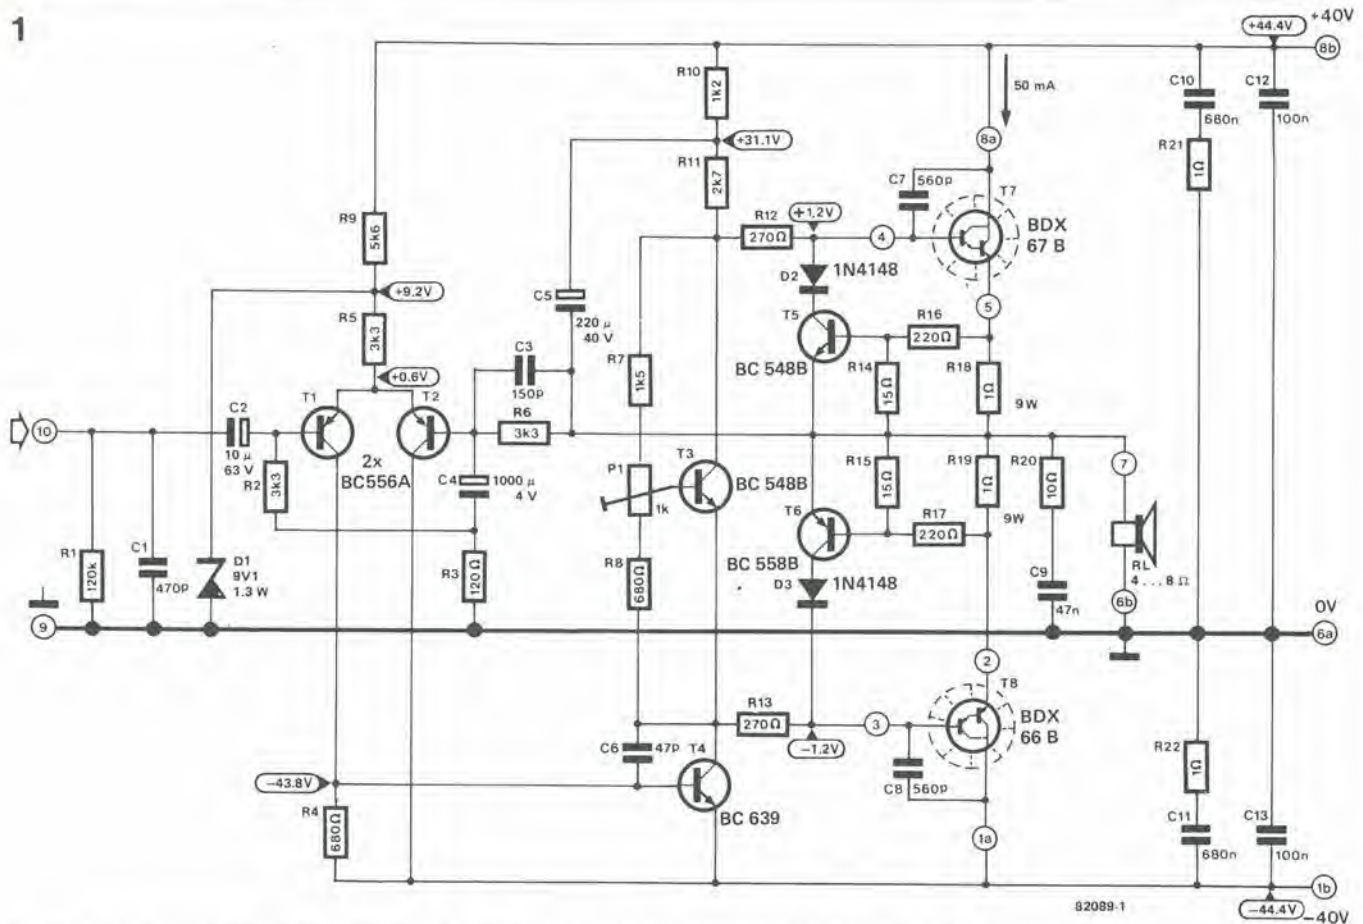 1
+44.4V
+40V
8b
R10
1k2
50 mA
C10
680n
C12
100n
+31.1V
8a
R21
1Ω
R11
2k7
C7
560p
T7
R9
5k6
R12
270Ω
+1,2V
4
BDX
67 B
D2
1N4148
+9.2V
C5
220 µ
40 V
5
R5
3k3
T5
R16
220Ω
C3
150p
BC 548B
R14
15Ω
R18
1Ω
9W
+0.6V
R7
1k5
T1
T2
R6
3k3
10
C2
10 µ
63 V
2x
BC556A
R2
3k3
C4
1000 µ
4 V
P1
1k
T3
BC 548B
R15
15Ω
R19
1Ω
9W
R20
10Ω
7
T6
R17
220Ω
BC 558B
R1
120k
C1
470p
D1
9V1
1.3 W
R3
120Ω
R8
680Ω
D3
1N4148
C9
47n
RL
4 ... 8 Ω
6b
0V
9
6a
2
R13
270Ω
T8
3
BDX
66 B
-1.2V
C6
47p
T4
R22
1Ω
-43.8V
C8
560p
R4
680Ω
BC 639
C11
680n
C13
100n
1a
1b
82089-1
-44.4V
-40V